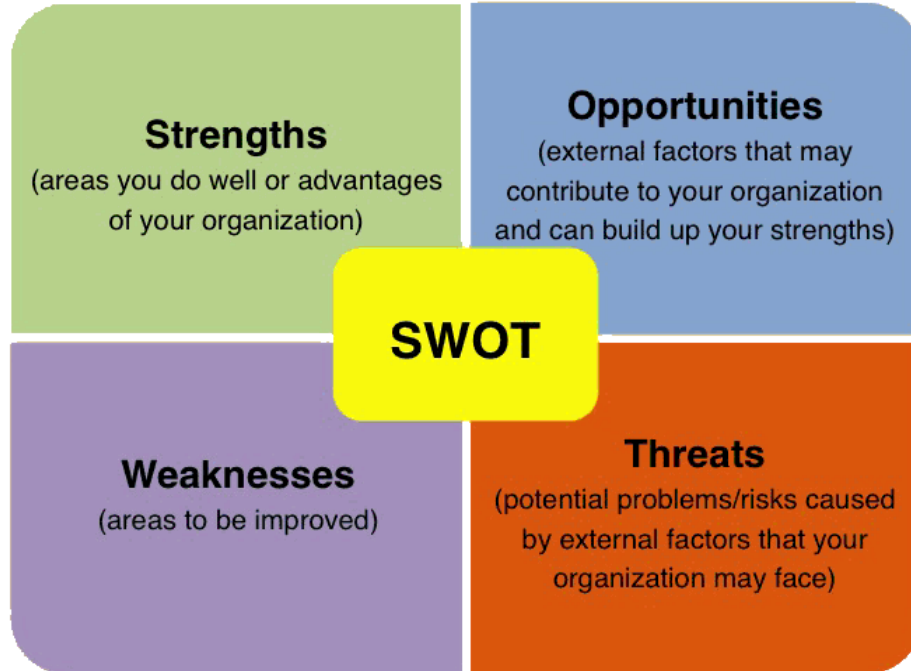 Strengths
(areas you do well or advantages
of your organization)
Opportunities
(external factors that may
contribute to your organization
and can build up your strengths)
SWOT
Weaknesses
(areas to be improved)
Threats
(potential problems/risks caused
by external factors that your
organization may face)